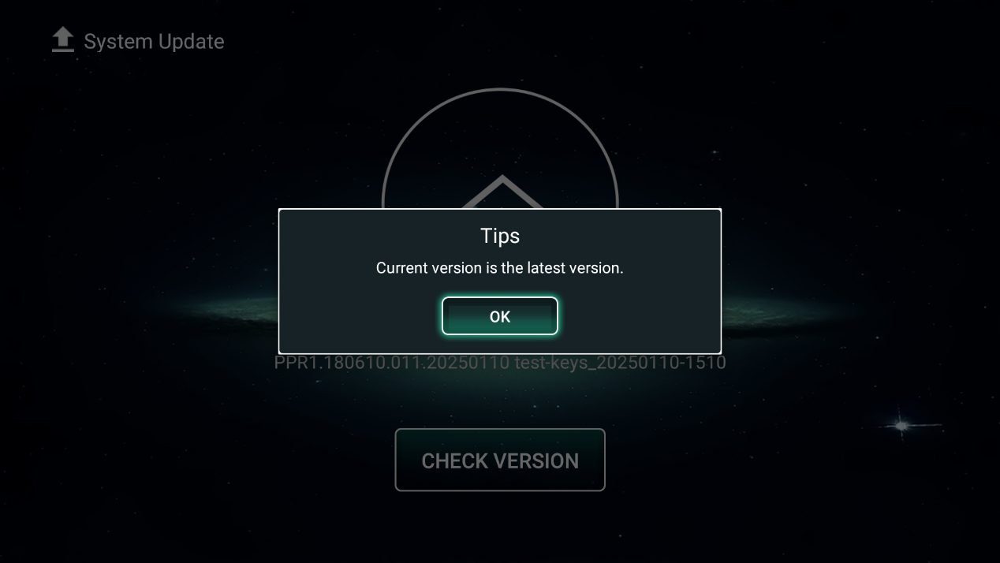 System Update
Tips
Current version is the latest version.
OK
PPR1.180610.011.20250110 test-keys_20250110-1510
CHECK VERSION